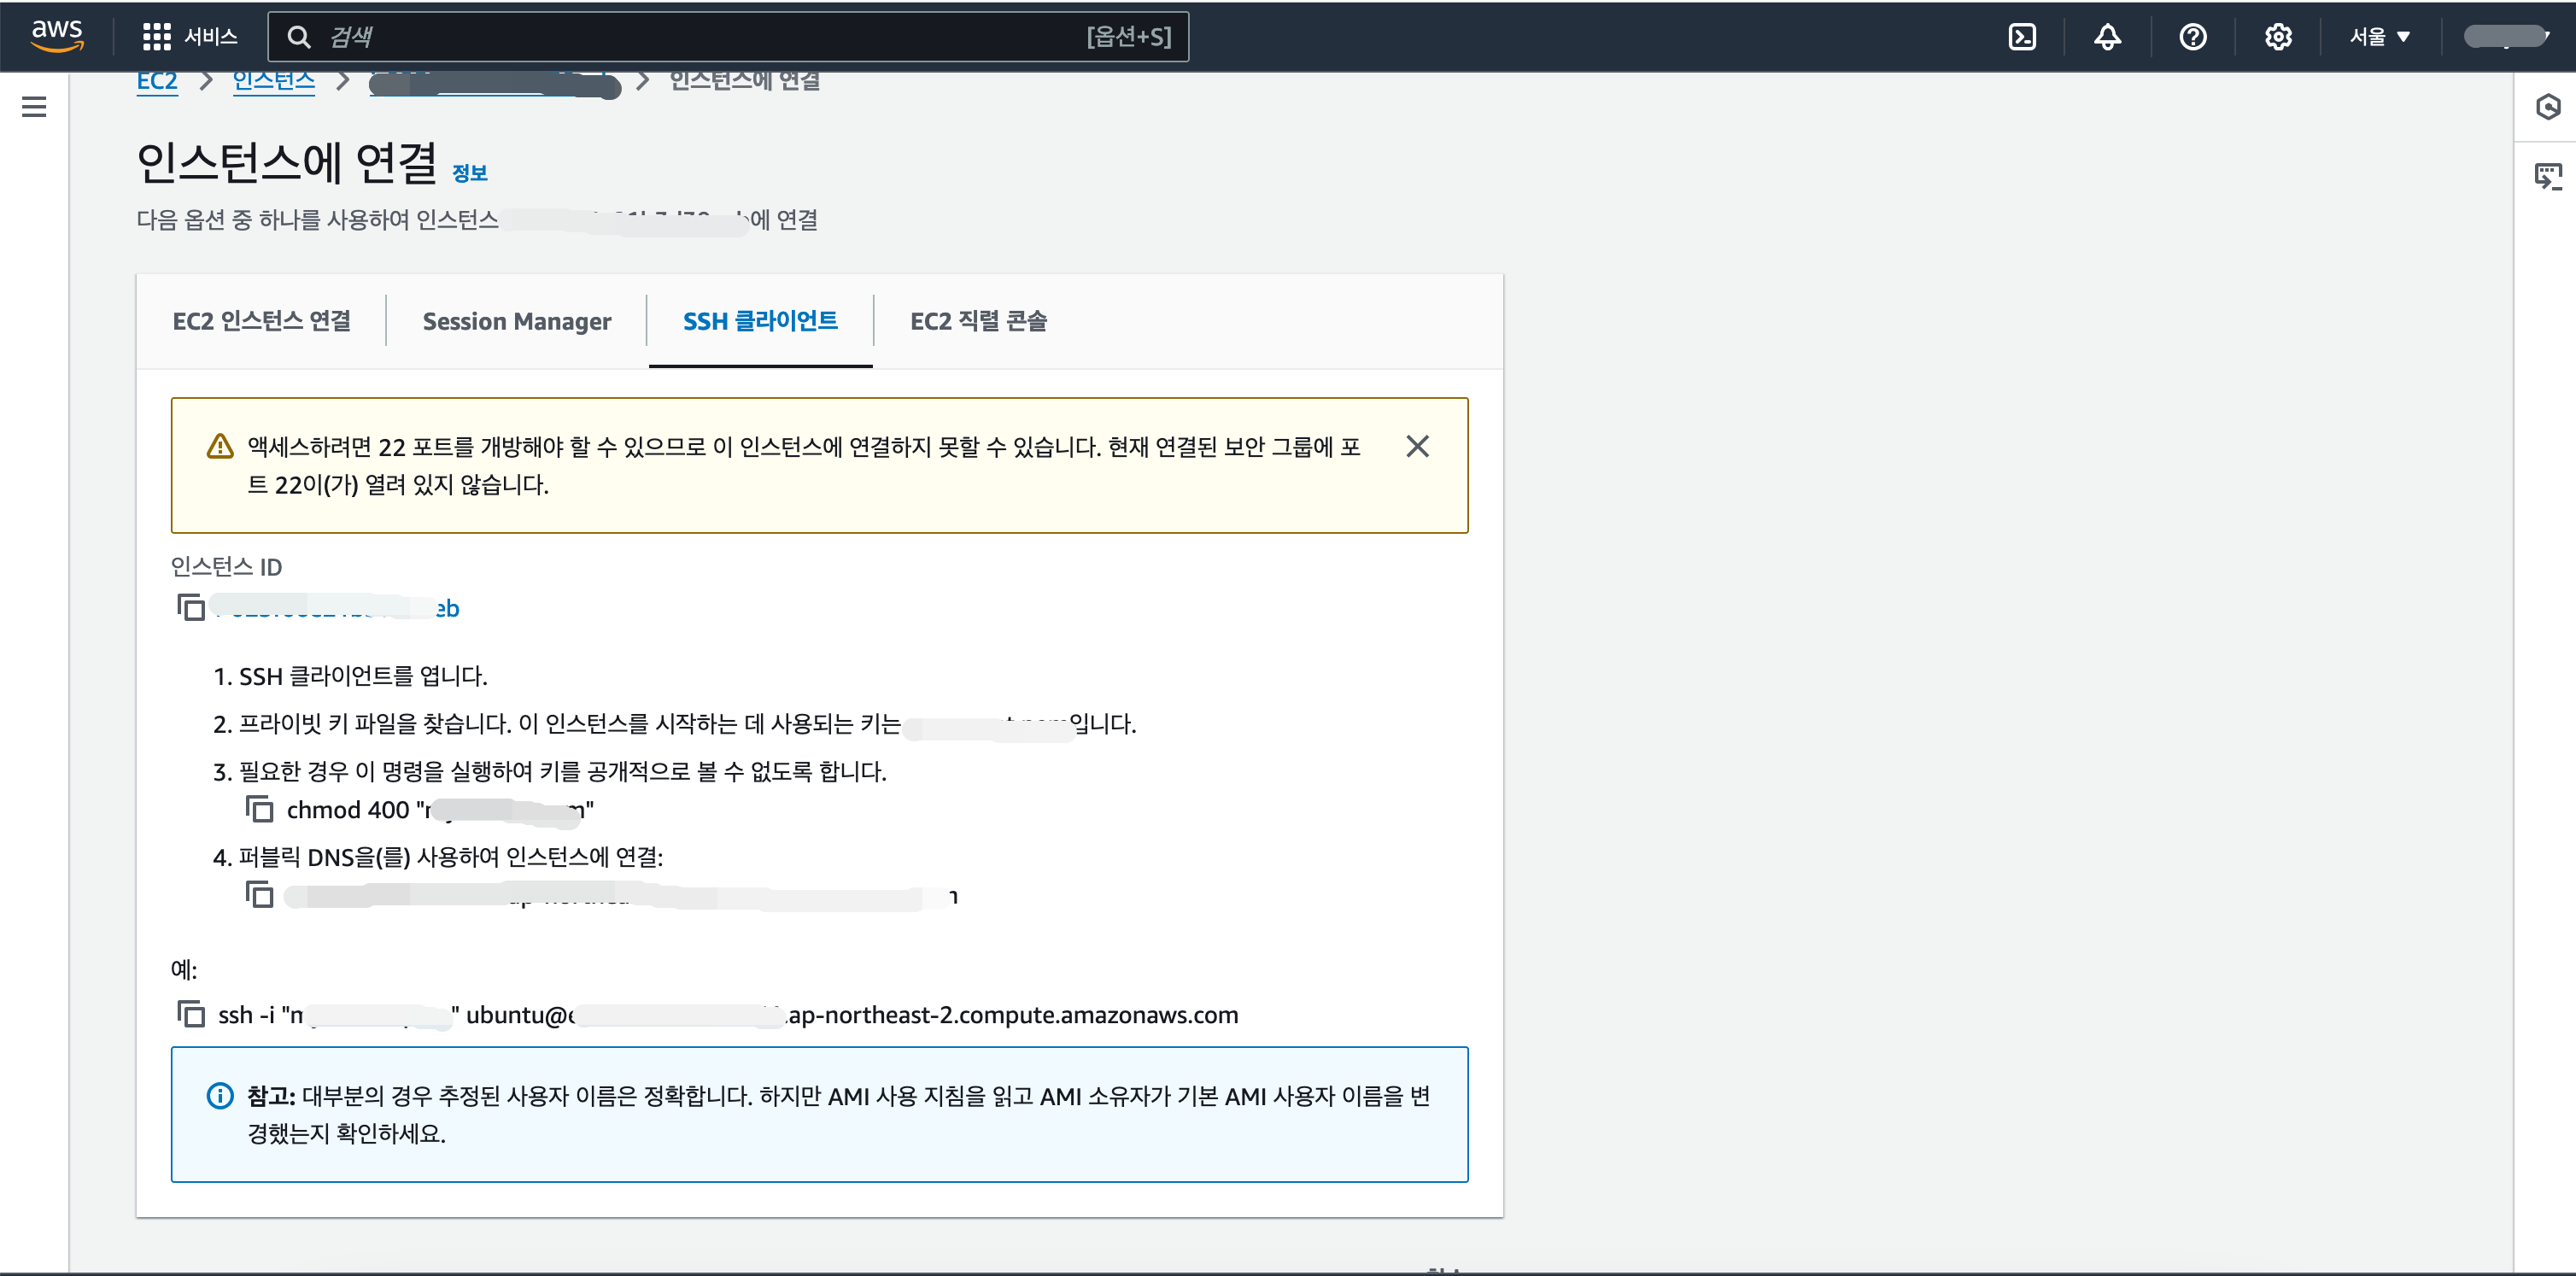 aws
서비스
검색
[옵션+S]
서울
EC2
인스턴스
인스턴스에 연결
인스턴스에 연결 정보
다음 옵션 중 하나를 사용하여 인스턴스 에 연결
EC2 인스턴스 연결
Session Manager
SSH 클라이언트
EC2 직렬 콘솔
액세스하려면 22 포트를 개방해야 할 수 있으므로 이 인스턴스에 연결하지 못할 수 있습니다. 현재 연결된 보안 그룹에 포
트 22이(가) 열려 있지 않습니다.
인스턴스 ID
eb
1. SSH 클라이언트를 엽니다.
2. 프라이빗 키 파일을 찾습니다. 이 인스턴스를 시작하는 데 사용되는 키는 입니다.
3. 필요한 경우 이 명령을 실행하여 키를 공개적으로 볼 수 없도록 합니다.
chmod 400 "
4. 퍼블릭 DNS을(를) 사용하여 인스턴스에 연결:
예:
ssh -i " " ubuntu@ .ap-northeast-2.compute.amazonaws.com
참고: 대부분의 경우 추정된 사용자 이름은 정확합니다. 하지만 AMI 사용 지침을 읽고 AMI 소유자가 기본 AMI 사용자 이름을 변
경했는지 확인하세요.